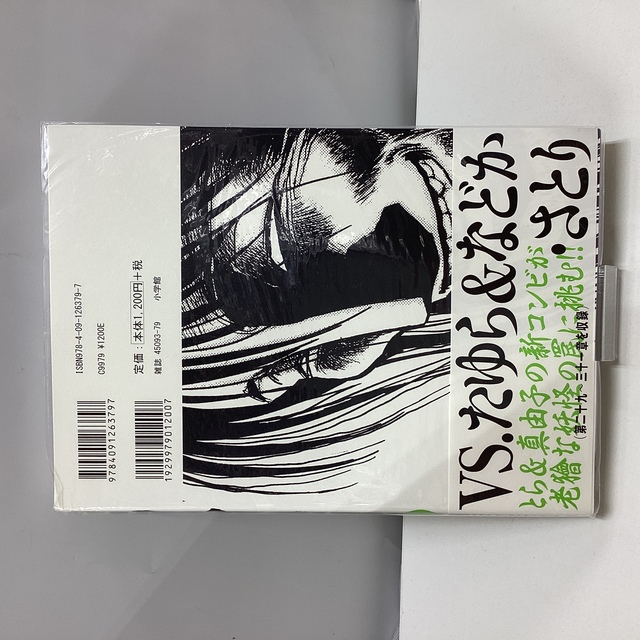 VS.たゆら&などか
・さとり
とら&真由子の新コンビが
老獪な妖怪の罠に挑む!!
(第二十九・三十一章を収録
ISBN978-4-09-126379-7
C9979 ¥1200E
定価:本体1,200円+税
雑誌 45093-79 小学館
9784091263797
1929979012007